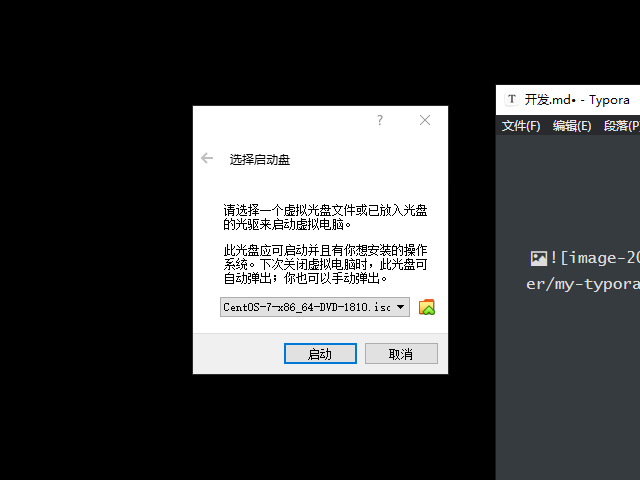 ?
选择启动盘
请选择一个虚拟光盘文件或已放入光盘
的光驱来启动虚拟电脑。
此光盘应可启动并且有你想安装的操作
系统。下次关闭虚拟电脑时，此光盘可
自动弹出；你也可以手动弹出。
CentOS-7-x86_64-DVD-1810.iso
启动
取消
T 开发.md• - Typora
文件(F) 编辑(E) 段落(P
![image-20
er/my-typora